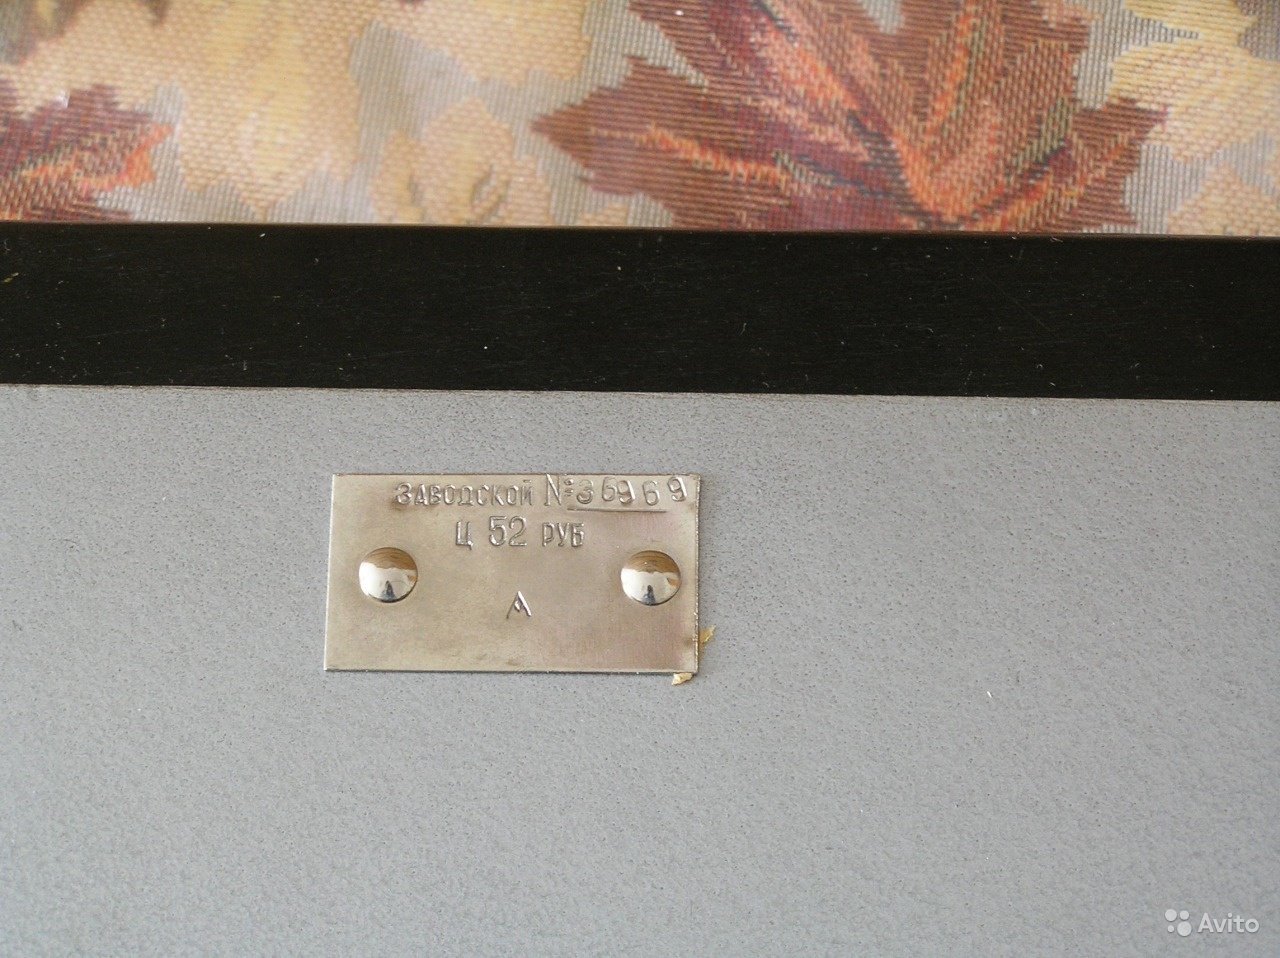 ЗАВОДСКОЙ №36969
Ц 52 РУБ
А
Avito